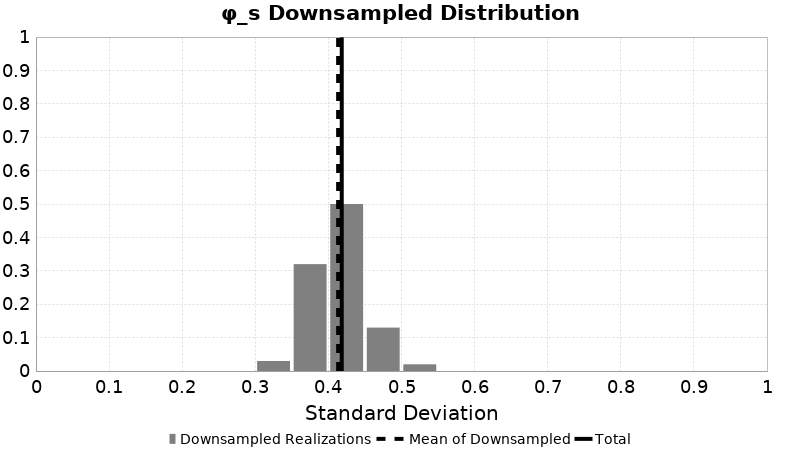 φ_s Downsampled Distribution
1
0.9
0.8
0.7
0.6
0.5
0.4
0.3
0.2
0.1
0
0 0.1 0.2 0.3 0.4 0.5 0.6 0.7 0.8 0.9 1
Standard Deviation
Downsampled Realizations Mean of Downsampled Total